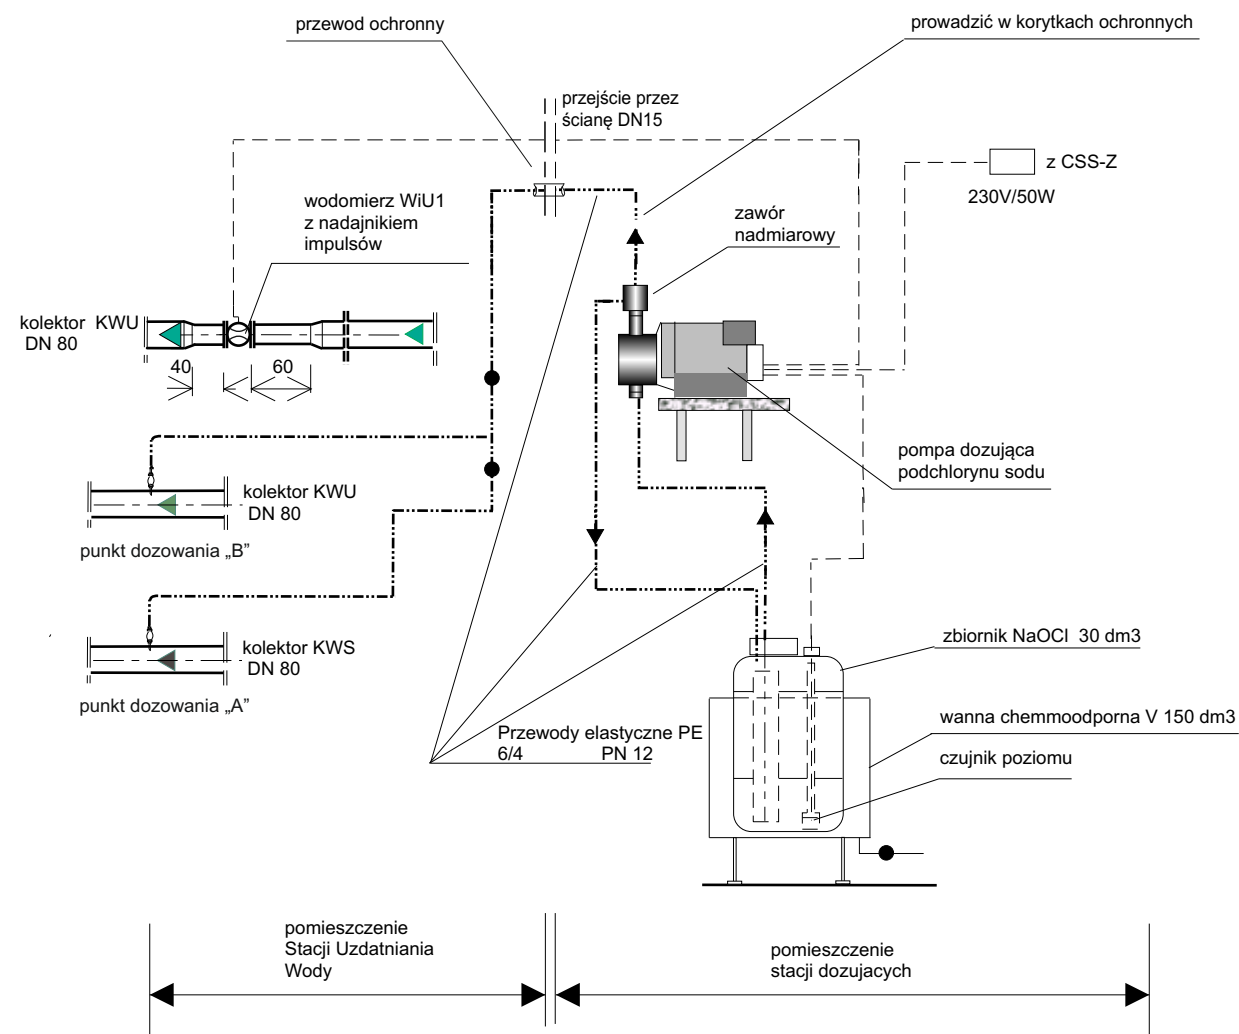 przewod ochronny
prowadzić w korytkach ochronnych
przejście przez
ścianę DN15
z CSS-Z
230V/50W
wodomierz WiU1
z nadajnikiem
impulsów
zawór
nadmiarowy
kolektor KWU
DN 80
40
60
pompa dozująca
podchlorynu sodu
kolektor KWU
DN 80
punkt dozowania „B”
kolektor KWS
DN 80
punkt dozowania „A”
zbiornik NaOCl 30 dm3
wanna chemmoodporna V 150 dm3
Przewody elastyczne PE
6/4 PN 12
czujnik poziomu
pomieszczenie
Stacji Uzdatniania
Wody
pomieszczenie
stacji dozujacych